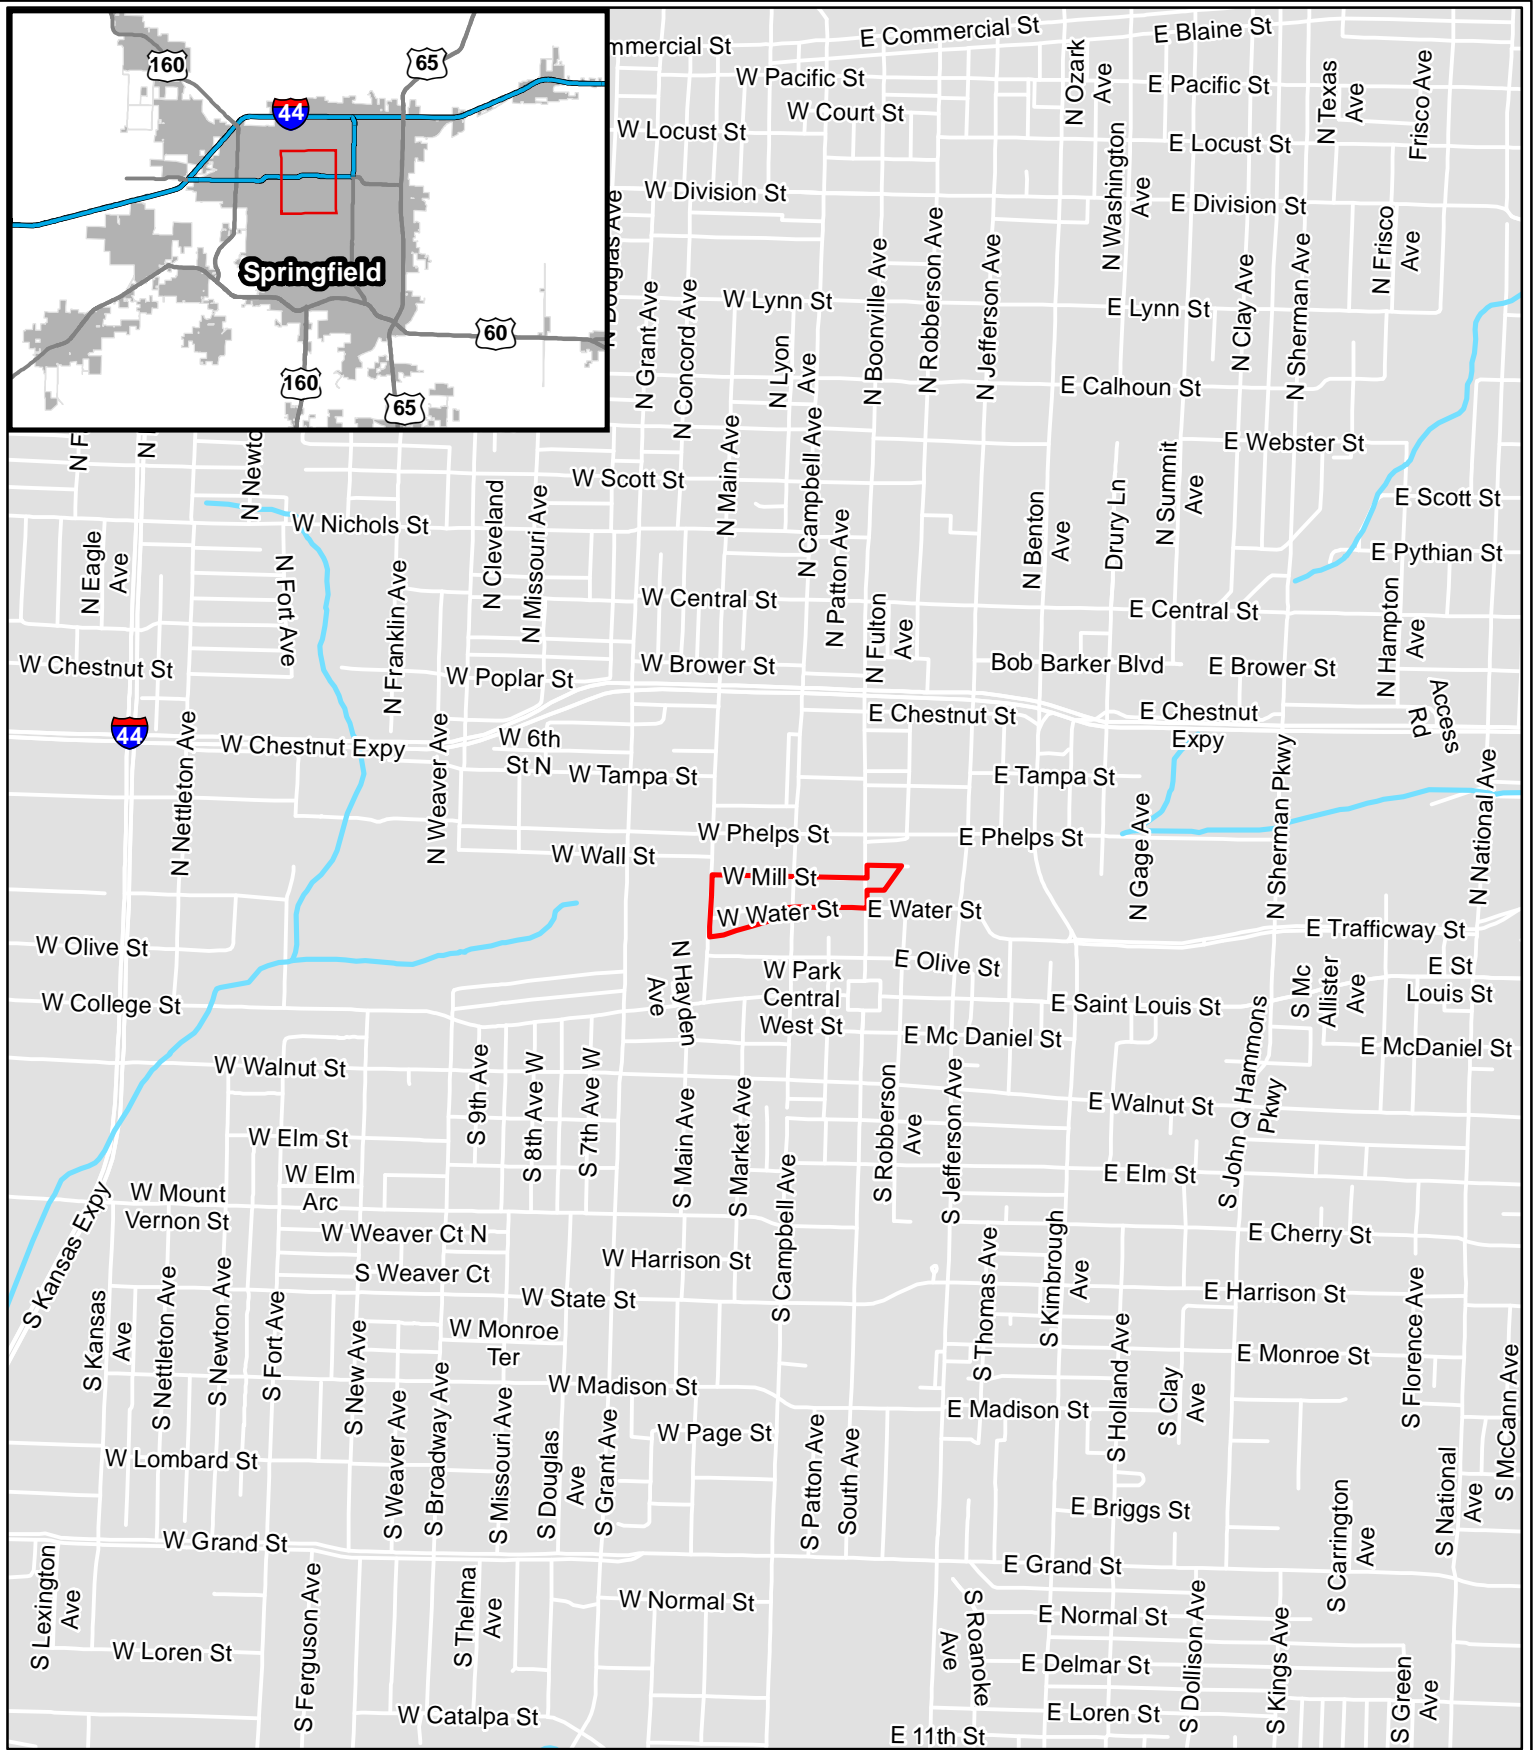 160
65
44
Springfield
60
160
65
mmercial St
E Commercial St
E Blaine St
W Pacific St
N Ozark
Ave
E Pacific St
N Texas
Ave
Frisco Ave
W Court St
W Locust St
E Locust St
N Washington
Ave
W Division St
E Division St
N Douglas Ave
N Grant Ave
N Concord Ave
W Lynn St
N Boonville Ave
N Robberson Ave
N Jefferson Ave
E Lynn St
N Clay Ave
N Sherman Ave
N Frisco
Ave
N Lyon
Ave
E Calhoun St
N F
N
N Newto
N Main Ave
N Campbell Ave
E Webster St
W Scott St
N Cleveland
N Missouri Ave
N Patton Ave
N Benton
Ave
Drury Ln
N Summit
Ave
E Scott St
W Nichols St
N Eagle
Ave
N Fort Ave
N Franklin Ave
E Pythian St
W Central St
N Fulton
Ave
E Central St
N Hampton
Ave
W Chestnut St
W Poplar St
W Brower St
Bob Barker Blvd
E Brower St
Access
Rd
44
N Nettleton Ave
W Chestnut Expy
N Weaver Ave
W 6th
St N
W Tampa St
E Chestnut St
E Chestnut
Expy
E Tampa St
N Gage Ave
N Sherman Pkwy
N National Ave
W Phelps St
E Phelps St
W Wall St
W Mill St
W Water St
E Water St
W Olive St
N Hayden
Ave
E Olive St
E Trafficway St
W Park
Central
West St
S Mc
Allister
Ave
E St
Louis St
W College St
E Saint Louis St
E Mc Daniel St
E McDaniel St
W Walnut St
S 9th Ave
S 8th Ave W
S 7th Ave W
S Main Ave
S Market Ave
S Robberson
Ave
S Jefferson Ave
E Walnut St
S John Q Hammons
Pkwy
W Elm St
W Elm
Arc
E Elm St
W Mount
Vernon St
S Campbell Ave
W Weaver Ct N
E Cherry St
S Kansas Expy
W Harrison St
S Thomas Ave
S Kimbrough
Ave
S Weaver Ct
W State St
E Harrison St
S Kansas
Ave
S Nettleton Ave
S Newton Ave
S Fort Ave
S New Ave
W Monroe
Ter
S Holland Ave
E Monroe St
S Florence Ave
S McCann Ave
W Madison St
E Madison St
S Clay
Ave
S Weaver Ave
S Broadway Ave
S Missouri Ave
S Douglas
Ave
S Grant Ave
W Page St
S Patton Ave
South Ave
W Lombard St
E Briggs St
S Carrington
Ave
S National
Ave
W Grand St
E Grand St
S Lexington
Ave
S Ferguson Ave
S Thelma
Ave
W Normal St
S Roanoke
Ave
E Normal St
S Dollison Ave
S Kings Ave
W Loren St
E Delmar St
S Green
Ave
W Catalpa St
E Loren St
E 11th St